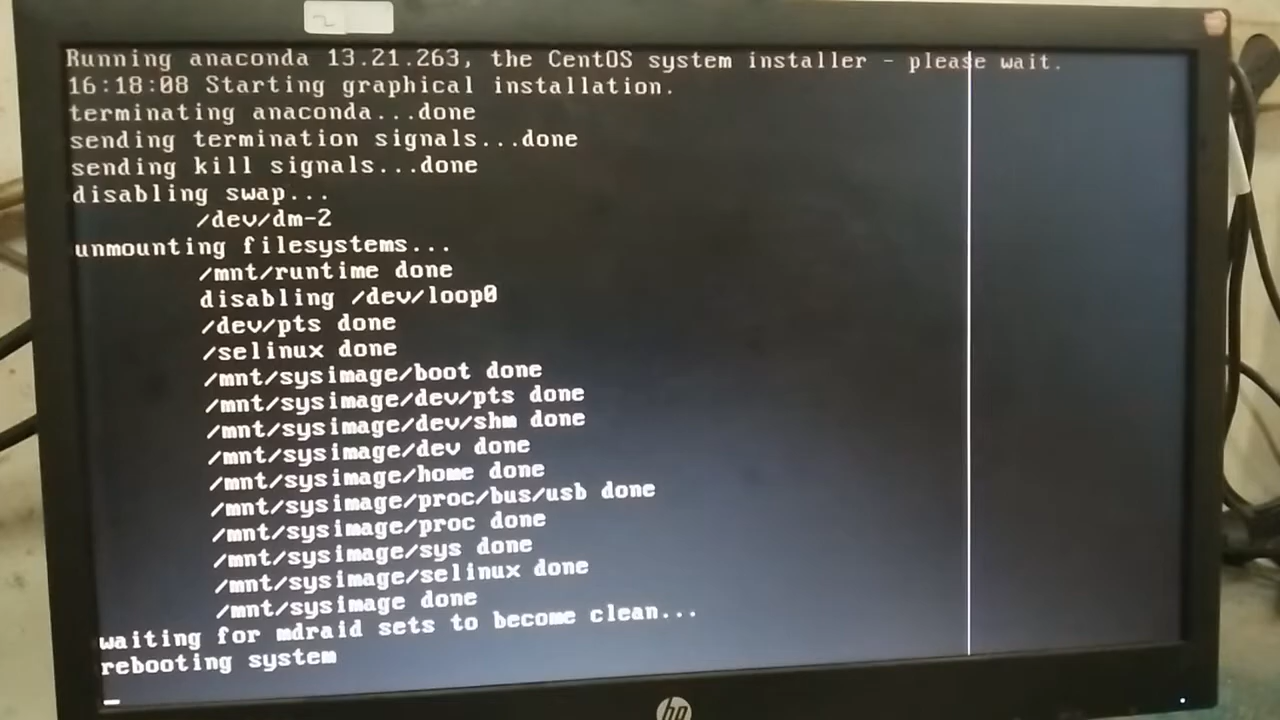 Running anaconda 13.21.263, the CentOS system installer - please wait.
16:18:08 Starting graphical installation.
terminating anaconda...done
sending termination signals...done
sending kill signals...done
disabling swap...
/dev/dm-2
unmounting filesystems...
/mnt/runtime done
disabling /dev/loop0
/dev/pts done
/selinux done
/mnt/sysimage/boot done
/mnt/sysimage/dev/pts done
/mnt/sysimage/dev/shm done
/mnt/sysimage/dev done
/mnt/sysimage/home done
/mnt/sysimage/proc/bus/usb done
/mnt/sysimage/proc done
/mnt/sysimage/sys done
/mnt/sysimage/selinux done
/mnt/sysimage done
waiting for mdraid sets to become clean...
rebooting system
hp